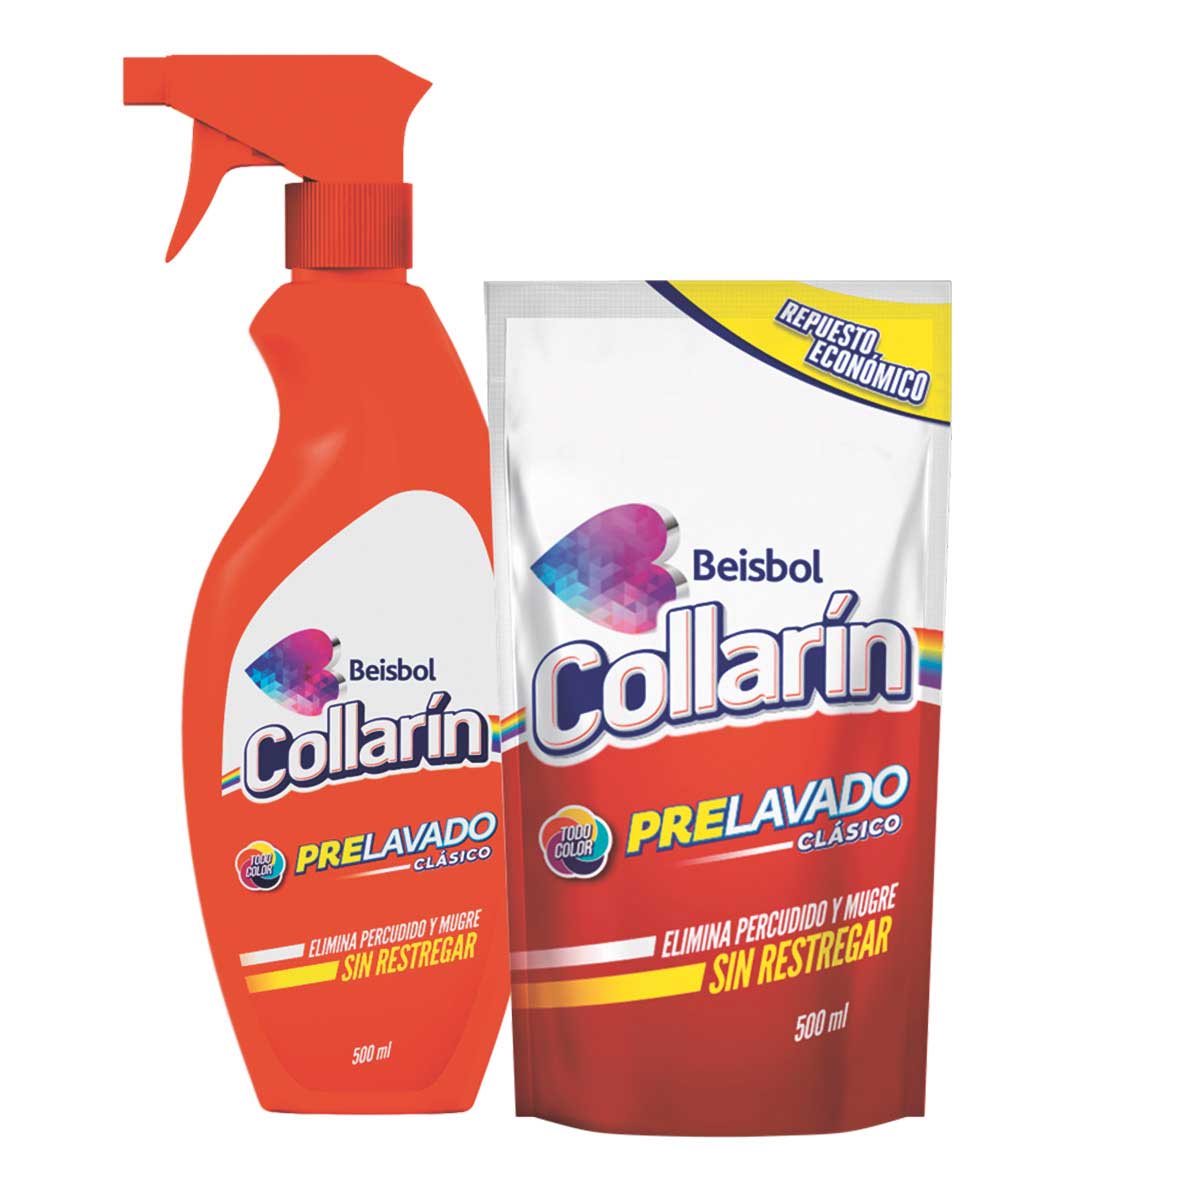 Beisbol
Collarín
TODO
COLOR
PRELAVADO
CLÁSICO
ELIMINA PERCUDIDO Y MUGRE
SIN RESTREGAR
500 ml
REPUESTO
ECONÓMICO
Beisbol
Collarín
TODO
COLOR
PRELAVADO
CLÁSICO
ELIMINA PERCUDIDO Y MUGRE
SIN RESTREGAR
500 ml